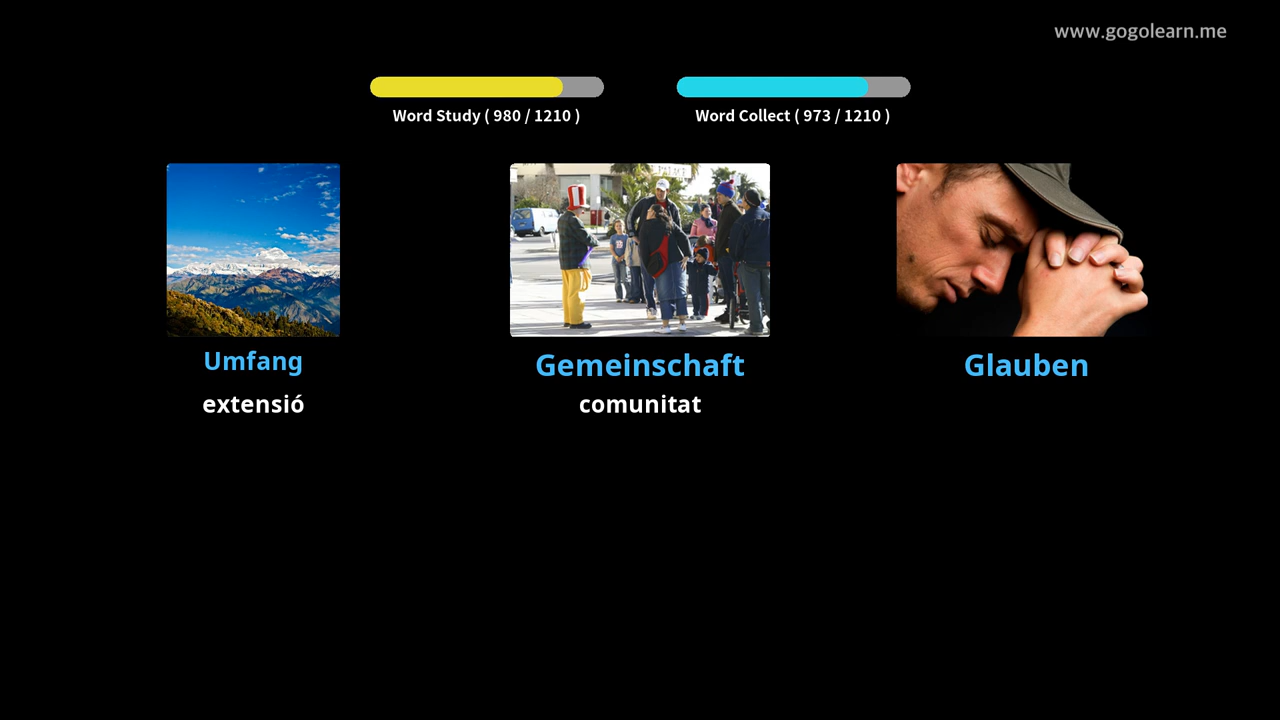 www.gogolearn.me
Word Study ( 980 / 1210 )
Word Collect ( 973 / 1210 )
Umfang
extensió
Gemeinschaft
comunitat
Glauben